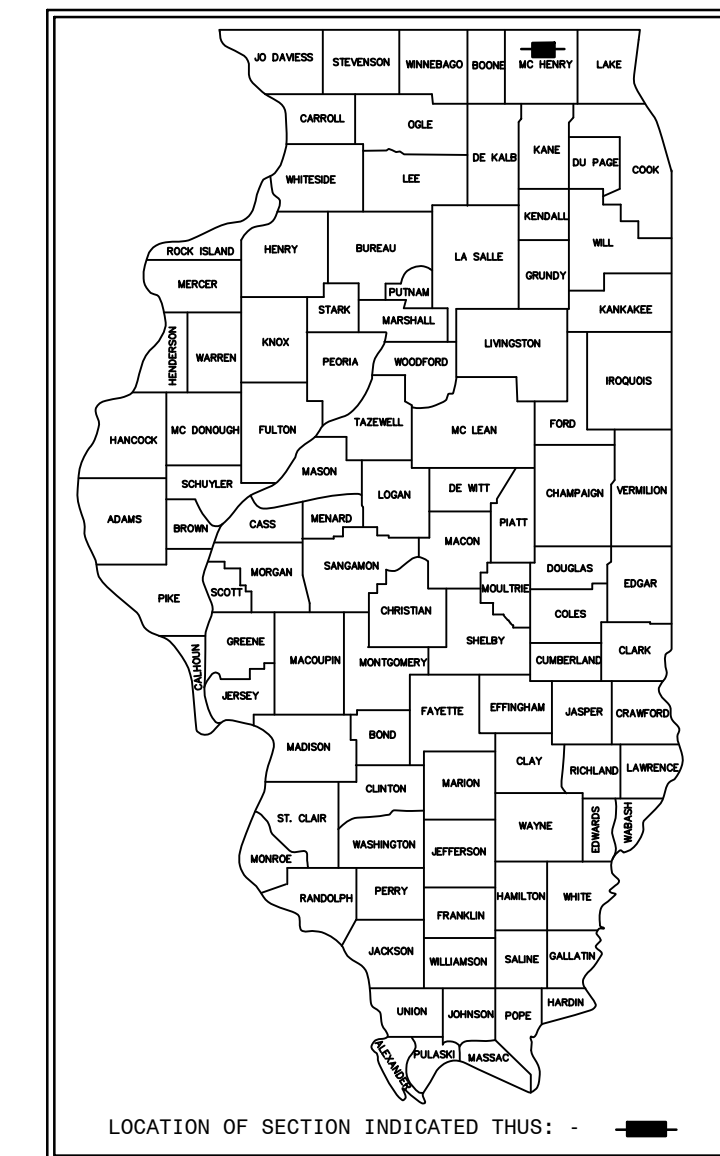 JO DAVIESS
STEVENSON
WINNEBAGO
BOONE
MC HENRY
LAKE
CARROLL
OGLE
DE KALB
KANE
DU PAGE
COOK
WHITESIDE
LEE
KENDALL
ROCK ISLAND
HENRY
BUREAU
LA SALLE
WILL
GRUNDY
MERCER
PUTNAM
STARK
MARSHALL
KANKAKEE
HENDERSON
WARREN
KNOX
PEORIA
WOODFORD
LIVINGSTON
IROQUOIS
HANCOCK
MC DONOUGH
FULTON
TAZEWELL
MC LEAN
FORD
SCHUYLER
MASON
LOGAN
DE WITT
CHAMPAIGN
VERMILION
ADAMS
BROWN
CASS
MENARD
MACON
PIATT
PIKE
SCOTT
MORGAN
SANGAMON
CHRISTIAN
MOULTRIE
DOUGLAS
EDGAR
COLES
CALHOUN
GREENE
MACOUPIN
MONTGOMERY
SHELBY
CUMBERLAND
CLARK
JERSEY
FAYETTE
EFFINGHAM
JASPER
CRAWFORD
MADISON
BOND
CLAY
RICHLAND
LAWRENCE
CLINTON
MARION
ST. CLAIR
WAYNE
EDWARDS
WABASH
MONROE
WASHINGTON
JEFFERSON
RANDOLPH
PERRY
HAMILTON
WHITE
FRANKLIN
JACKSON
WILLIAMSON
SALINE
GALLATIN
UNION
JOHNSON
POPE
HARDIN
ALEXANDER
PULASKI
MASSAC
LOCATION OF SECTION INDICATED THUS: -